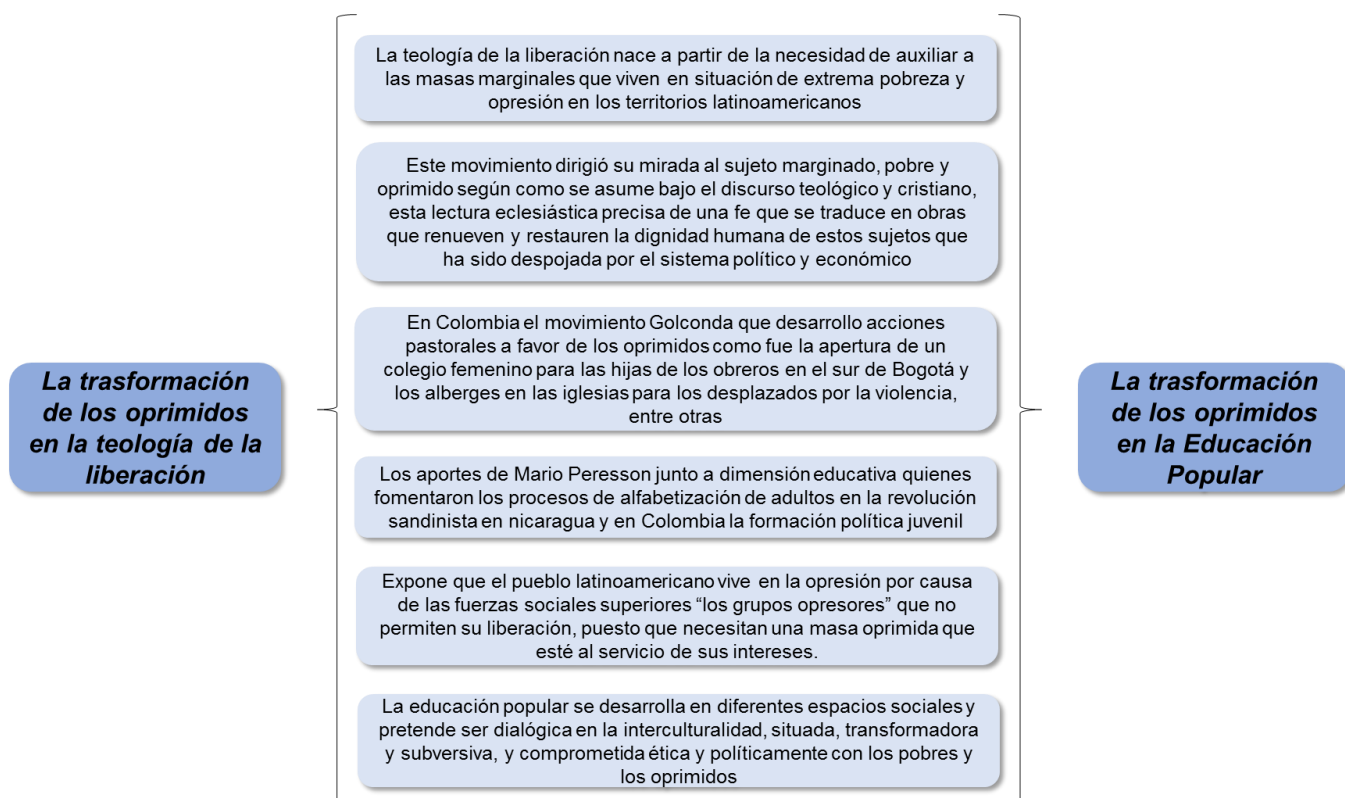 La trasformación
de los oprimidos
en la teología de la
liberación
La teología de la liberación nace a partir de la necesidad de auxiliar a
las masas marginales que viven en situación de extrema pobreza y
opresión en los territorios latinoamericanos
Este movimiento dirigió su mirada al sujeto marginado, pobre y
oprimido según como se asume bajo el discurso teológico y cristiano,
esta lectura eclesiástica precisa de una fe que se traduce en obras
que renueven y restauren la dignidad humana de estos sujetos que
ha sido despojada por el sistema político y económico
En Colombia el movimiento Golconda que desarrollo acciones
pastorales a favor de los oprimidos como fue la apertura de un
colegio femenino para las hijas de los obreros en el sur de Bogotá y
los alberges en las iglesias para los desplazados por la violencia,
entre otras
Los aportes de Mario Peresson junto a dimensión educativa quienes
fomentaron los procesos de alfabetización de adultos en la revolución
sandinista en nicaragua y en Colombia la formación política juvenil
Expone que el pueblo latinoamericano vive en la opresión por causa
de las fuerzas sociales superiores “los grupos opresores” que no
permiten su liberación, puesto que necesitan una masa oprimida que
esté al servicio de sus intereses.
La educación popular se desarrolla en diferentes espacios sociales y
pretende ser dialógica en la interculturalidad, situada, transformadora
y subversiva, y comprometida ética y políticamente con los pobres y
los oprimidos
La trasformación
de los oprimidos
en la Educación
Popular